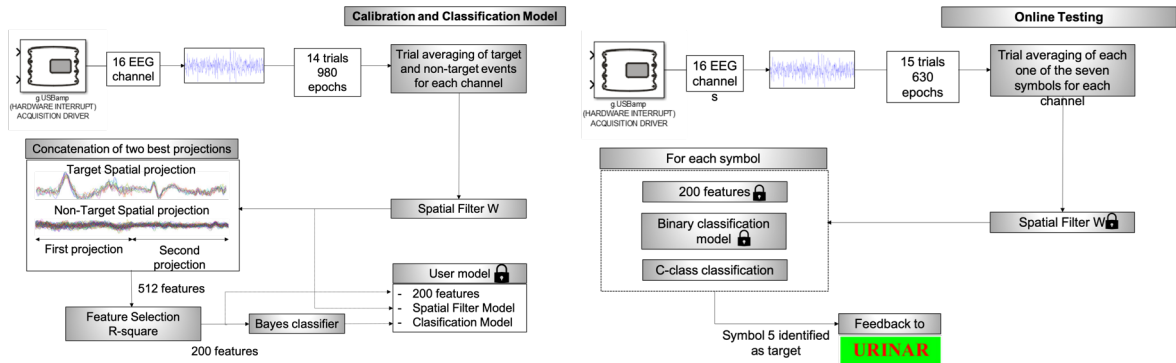 Calibration and Classification Model
g.USBamp
(HARDWARE INTERRUPT)
ACQUISITION DRIVER
16 EEG
channel
14 trials
980
epochs
Trial averaging of target
and non-target events
for each channel
Concatenation of two best projections
Target Spatial projection
Non-Target Spatial projection
First projection
Second
projection
Spatial Filter W
512 features
Feature Selection
R-square
200 features
Bayes classifier
User model
- 200 features
- Spatial Filter Model
- Clasification Model
Online Testing
g.USBamp
(HARDWARE INTERRUPT)
ACQUISITION DRIVER
16 EEG
channel
s
15 trials
630
epochs
Trial averaging of each
one of the seven
symbols for each
channel
For each symbol
200 features
Binary classification
model
C-class classification
Spatial Filter W
Symbol 5 identified
as target
Feedback to
URINAR